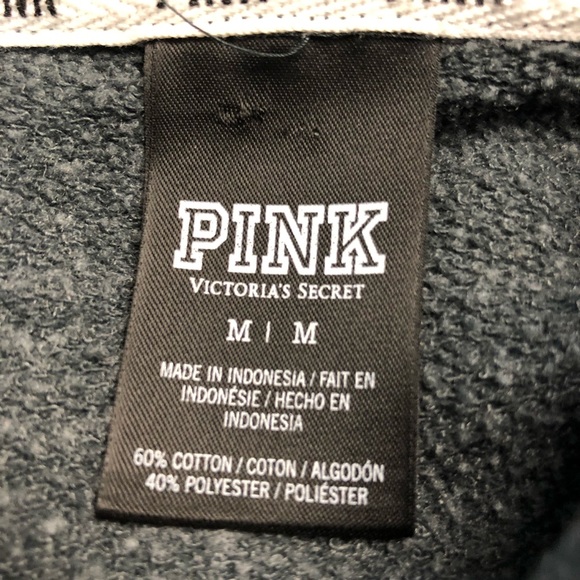 PINK
VICTORIA'S SECRET
M | M
MADE IN INDONESIA / FAIT EN
INDONÉSIE / HECHO EN
INDONESIA
60% COTTON / COTON / ALGODÓN
40% POLYESTER / POLIÉSTER